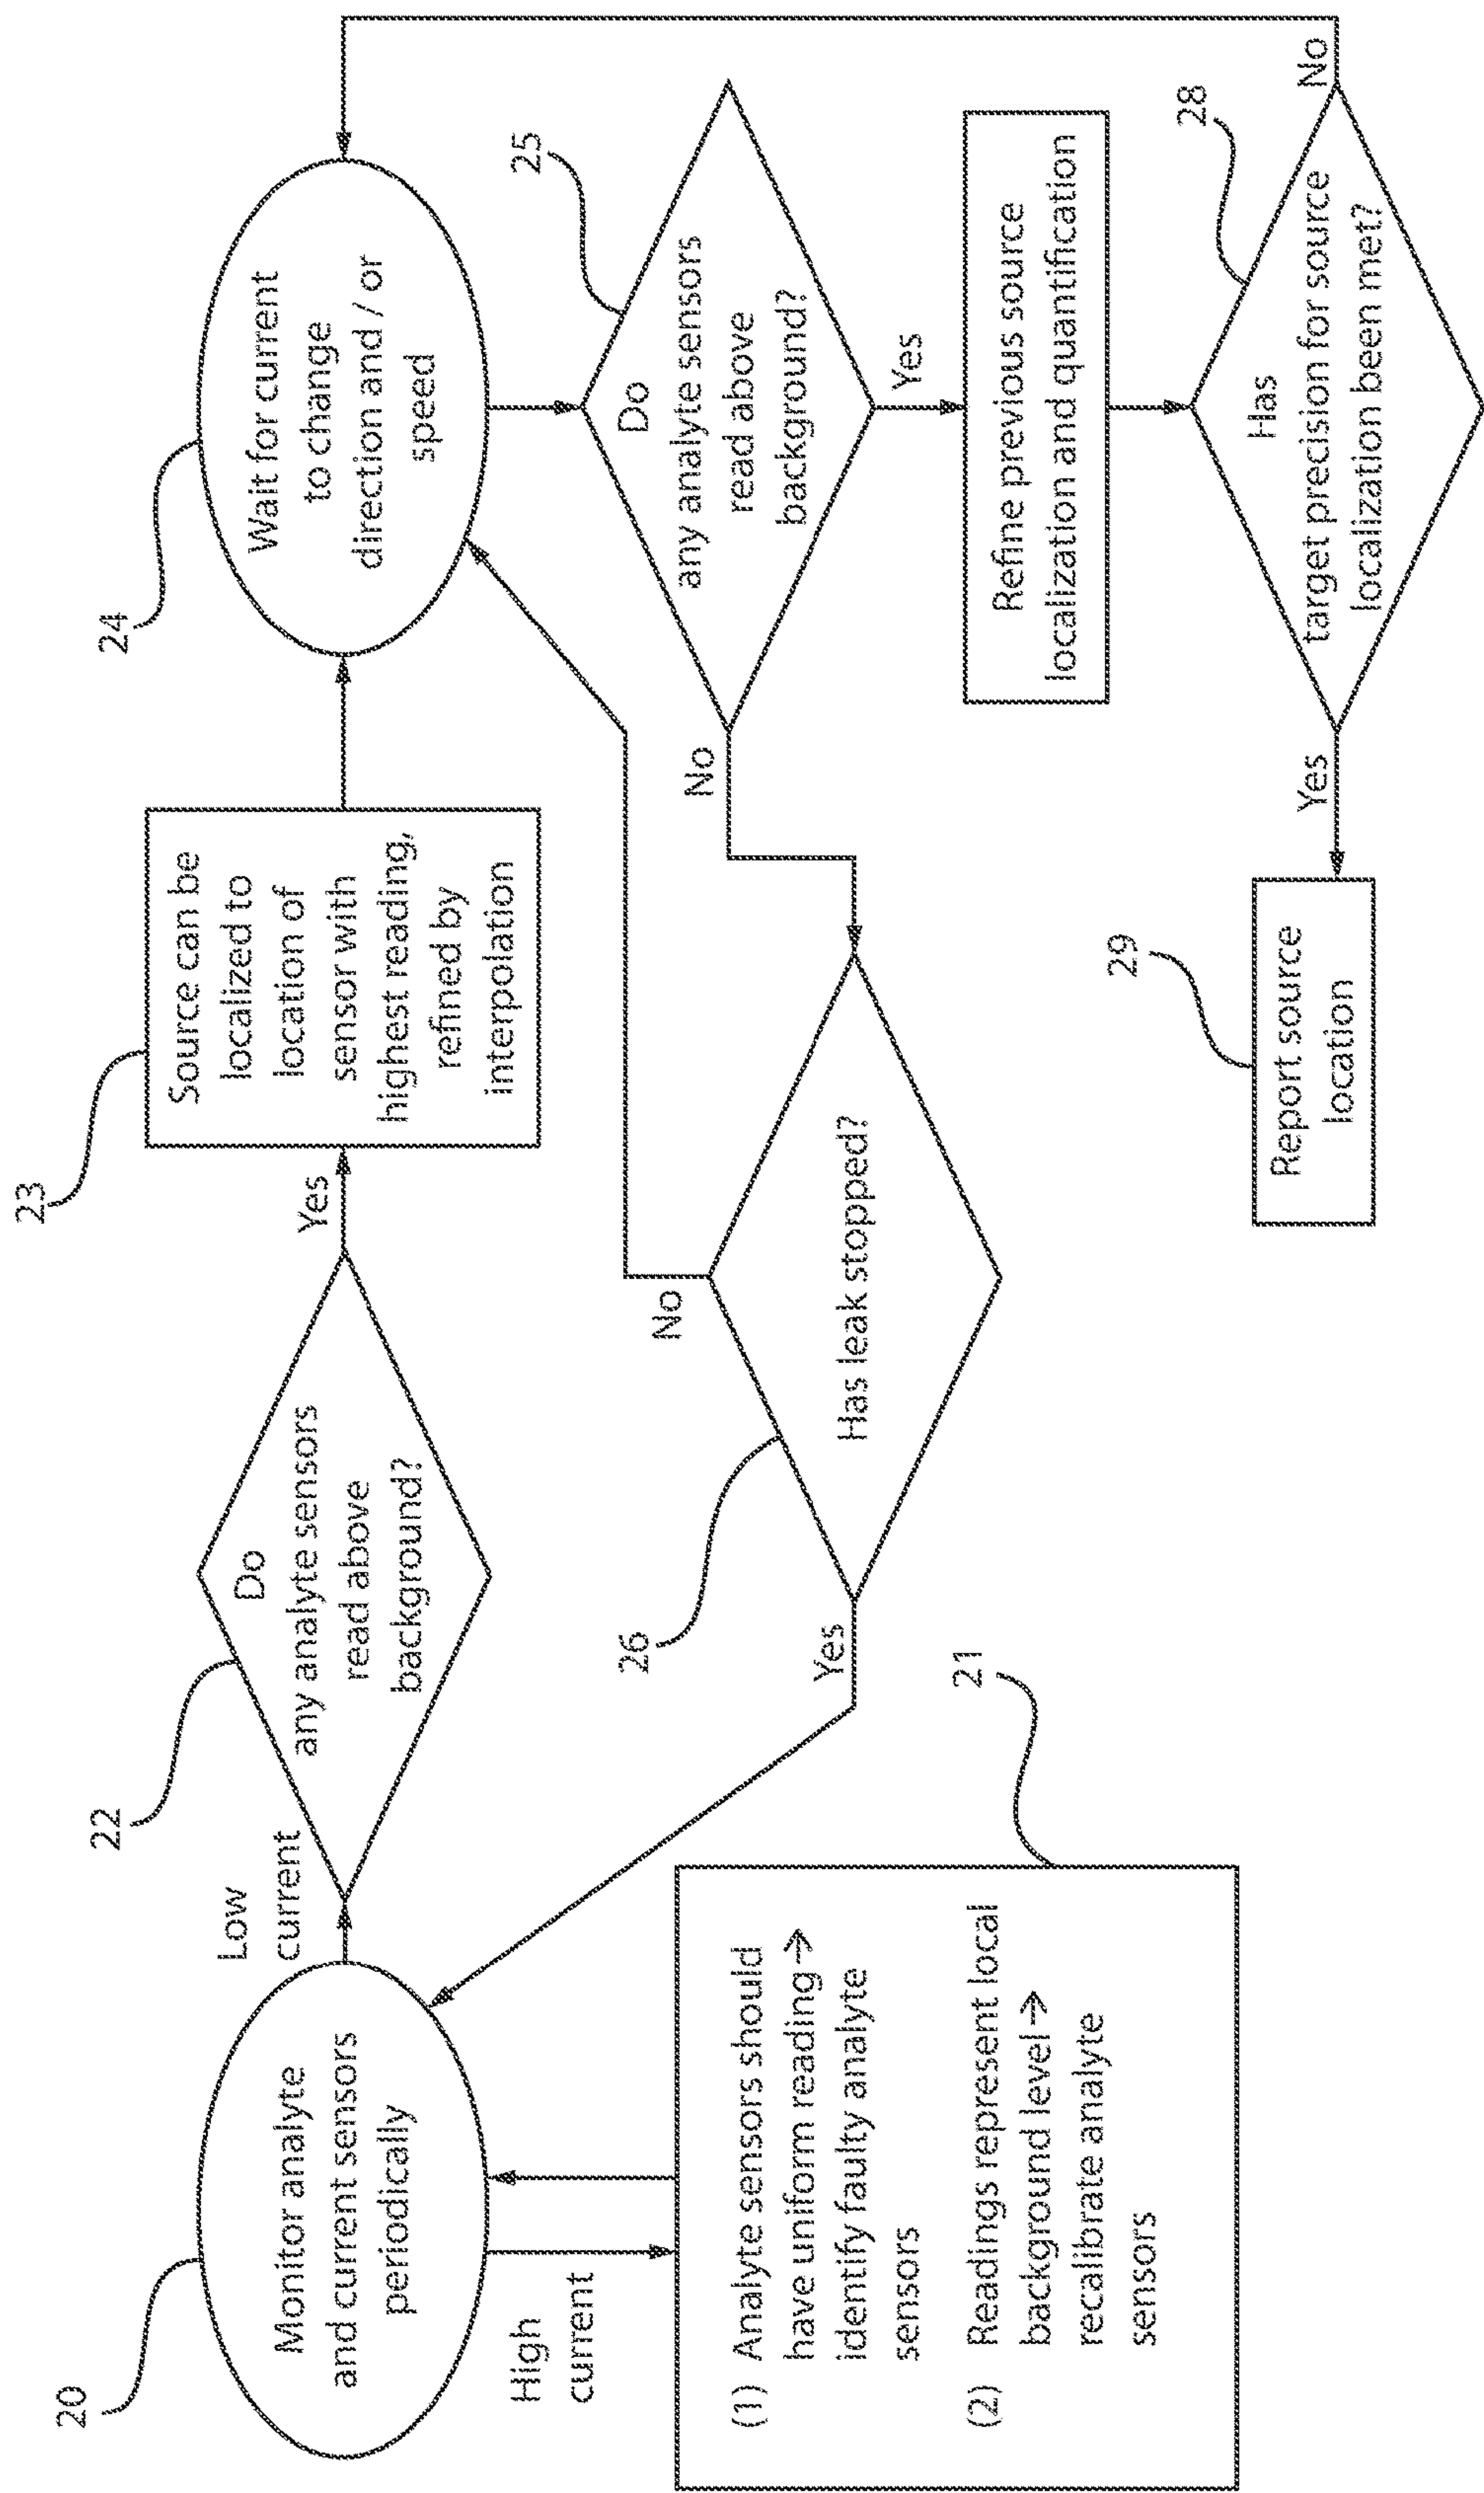 20
Monitor analyte
and current sensors
periodically
High
current
21
(1) Analyte sensors should
have uniform reading→
identify faulty analyte
sensors
(2) Readings represent local
background level→
recalibrate analyte
sensors
Low
current
22
Do
any analyte sensors
read above
background?
Yes
23
Source can be
localized to
location of
sensor with
highest reading,
refined by
interpolation
24
Wait for current
to change
direction and / or
speed
25
Do
any analyte sensors
read above
background?
No
Yes
26
Has leak stopped?
No
Yes
Refine previous source
localization and quantification
28
Has
target precision for source
localization been met?
No
Yes
29
Report source
location